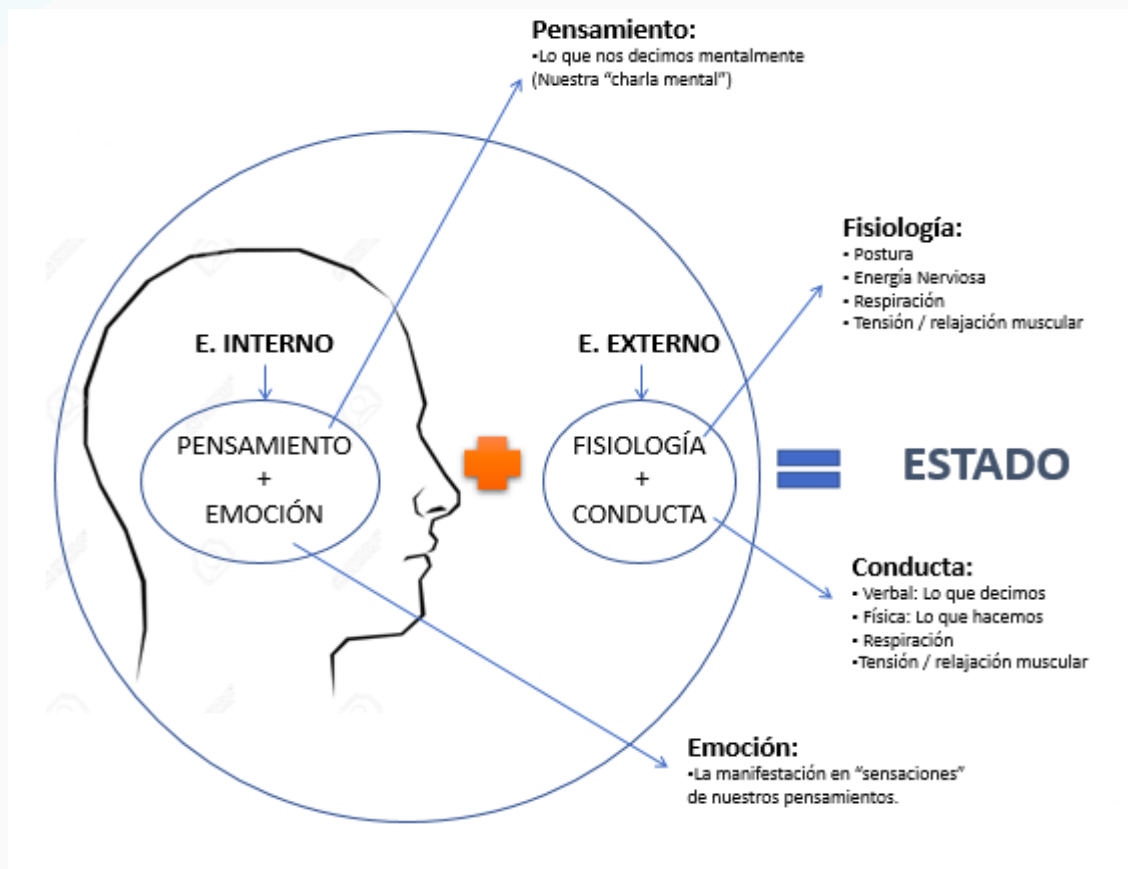 Pensamiento:
▪Lo que nos decimos mentalmente
(Nuestra “charla mental”)
Fisiología:
▪ Postura
▪ Energía Nerviosa
▪ Respiración
▪ Tensión / relajación muscular
E. INTERNO
E. EXTERNO
PENSAMIENTO
+
EMOCIÓN
FISIOLOGÍA
+
CONDUCTA
ESTADO
Conducta:
▪ Verbal: Lo que decimos
▪ Física: Lo que hacemos
▪ Respiración
▪Tensión / relajación muscular
Emoción:
▪La manifestación en “sensaciones”
de nuestros pensamientos.